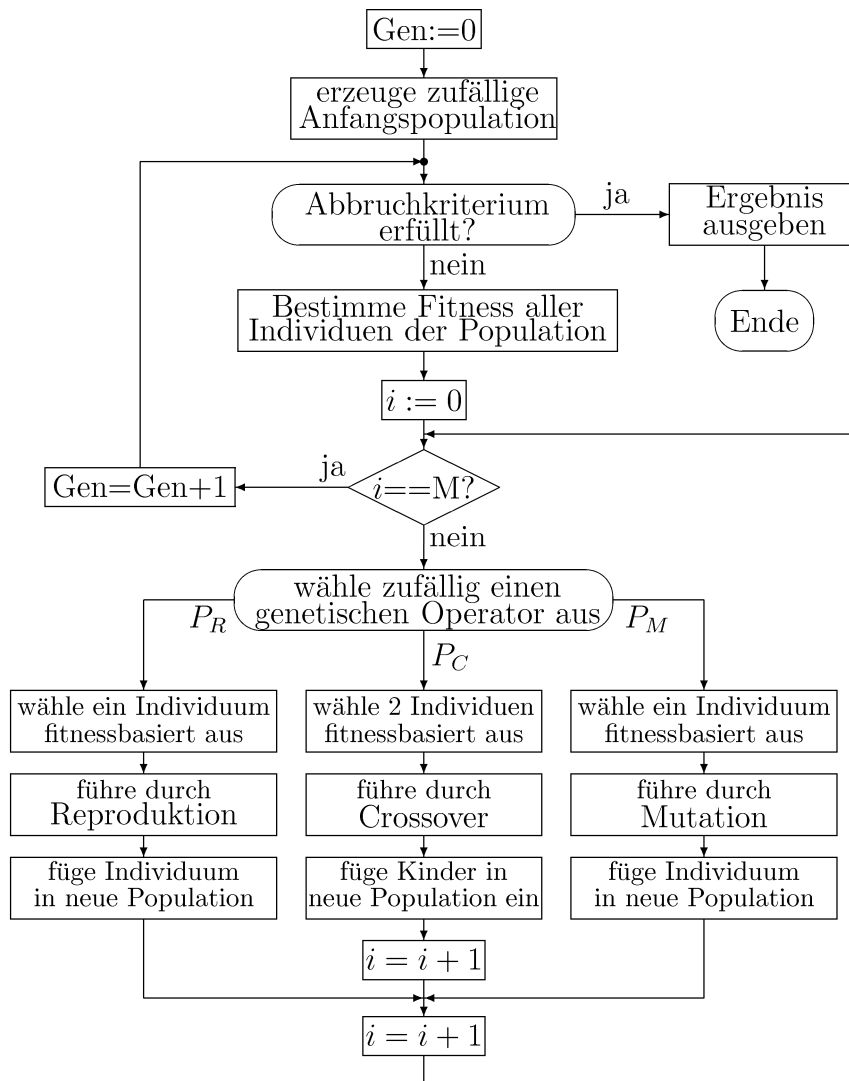 Gen:=0
erzeuge zufällige
Anfangspopulation
Abbruchkriterium
erfüllt?
ja
Ergebnis
ausgeben
nein
Bestimme Fitness aller
Individuen der Population
Ende
i := 0
ja
Gen=Gen+1
i==M?
nein
wähle zufällig einen
genetischen Operator aus
P_R
P_M
P_C
wähle ein Individuum
fitnessbasiert aus
wähle 2 Individuen
fitnessbasiert aus
wähle ein Individuum
fitnessbasiert aus
führe durch
Reproduktion
führe durch
Crossover
führe durch
Mutation
füge Individuum
in neue Population
füge Kinder in
neue Population ein
füge Individuum
in neue Population
i = i + 1
i = i + 1